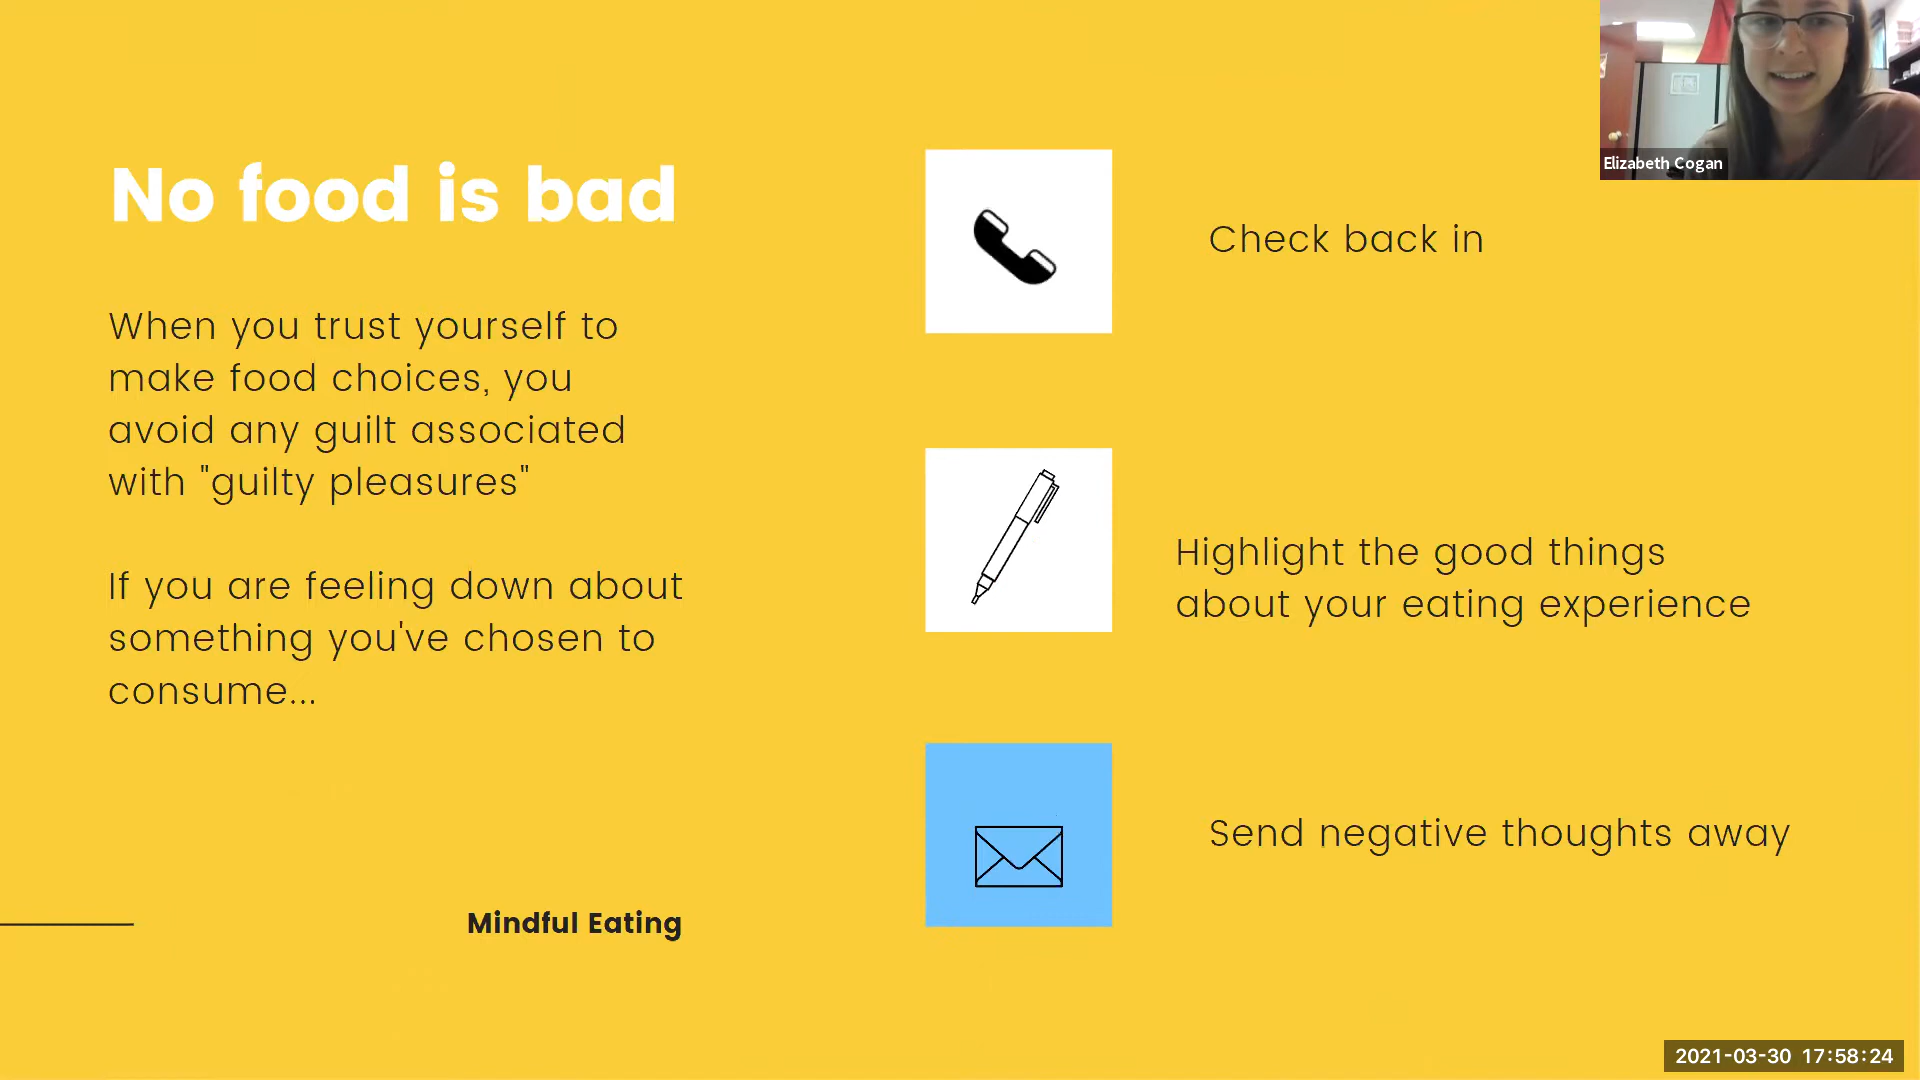 No food is bad
When you trust yourself to
make food choices, you
avoid any guilt associated
with "guilty pleasures"
If you are feeling down about
something you've chosen to
consume...
Mindful Eating
Check back in
Highlight the good things
about your eating experience
Send negative thoughts away
Elizabeth Cogan
2021-03-30 17:58:24